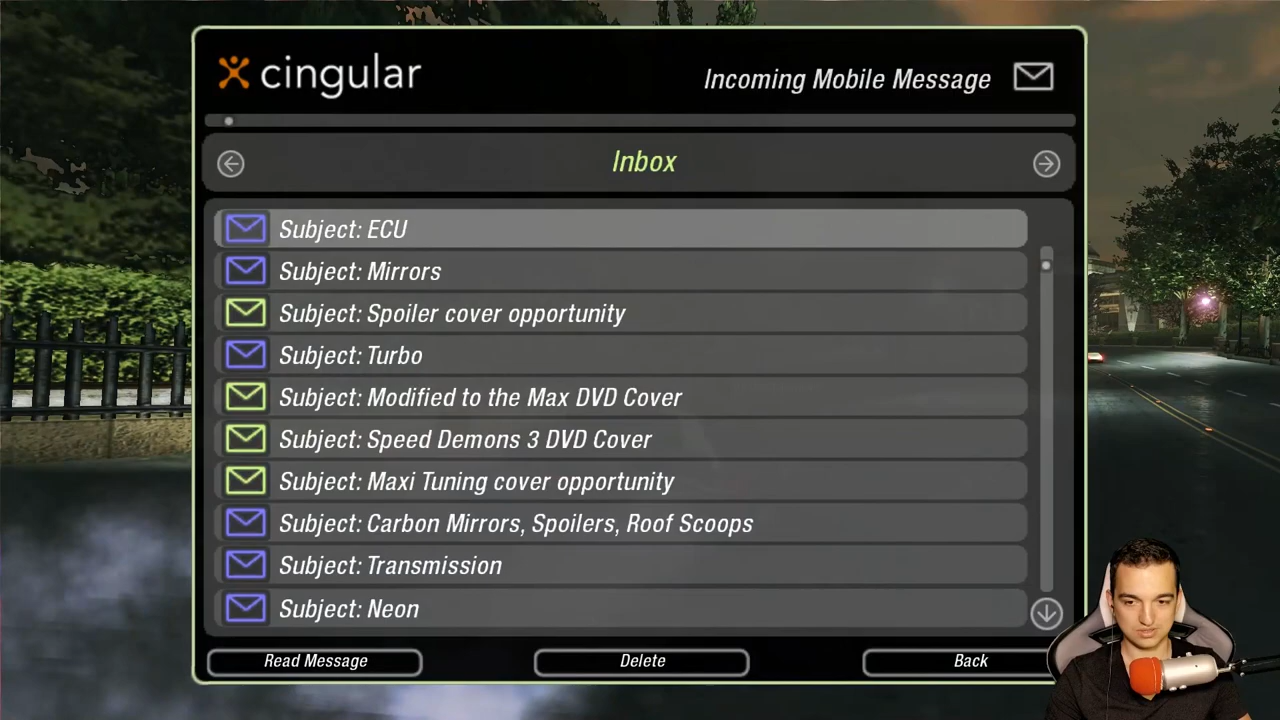 cingular
Incoming Mobile Message
Inbox
Subject: ECU
Subject: Mirrors
Subject: Spoiler cover opportunity
Subject: Turbo
Subject: Modified to the Max DVD Cover
Subject: Speed Demons 3 DVD Cover
Subject: Maxi Tuning cover opportunity
Subject: Carbon Mirrors, Spoilers, Roof Scoops
Subject: Transmission
Subject: Neon
Read Message
Delete
Back